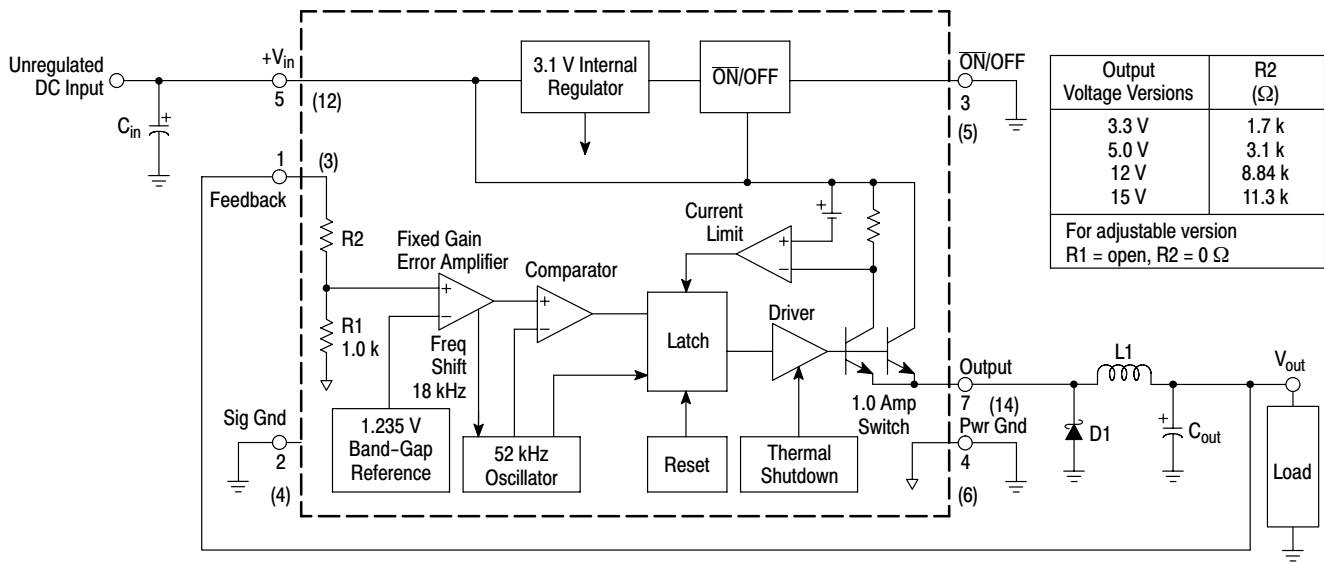 Unregulated
DC Input
+Vin
5
(12)
Cin
3.1 V Internal
Regulator
ON/OFF
ON/OFF
3
(5)
Output
Voltage Versions
R2
(Ω)
3.3 V
1.7 k
5.0 V
3.1 k
12 V
8.84 k
15 V
11.3 k
For adjustable version
R1 = open, R2 = 0 Ω
1
(3)
Feedback
R2
Fixed Gain
Error Amplifier
Comparator
Current
Limit
+
+
–
+
–
+
–
R1
1.0 k
Freq
Shift
18 kHz
Latch
Driver
1.0 Amp
Switch
Output
7
(14)
L1
Vout
D1
+
Cout
Load
Sig Gnd
2
(4)
1.235 V
Band–Gap
Reference
52 kHz
Oscillator
Reset
Thermal
Shutdown
Pwr Gnd
4
(6)
+